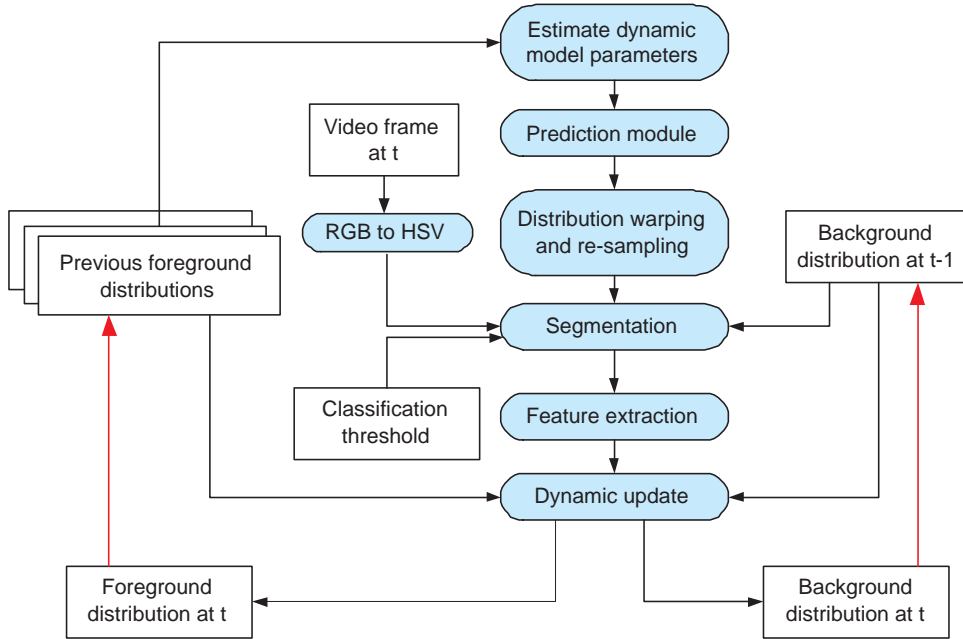 Estimate dynamic
model parameters
Video frame
at t
Prediction module
RGB to HSV
Distribution warping
and re-sampling
Previous foreground
distributions
Background
distribution at t-1
Segmentation
Classification
threshold
Feature extraction
Dynamic update
Foreground
distribution at t
Background
distribution at t